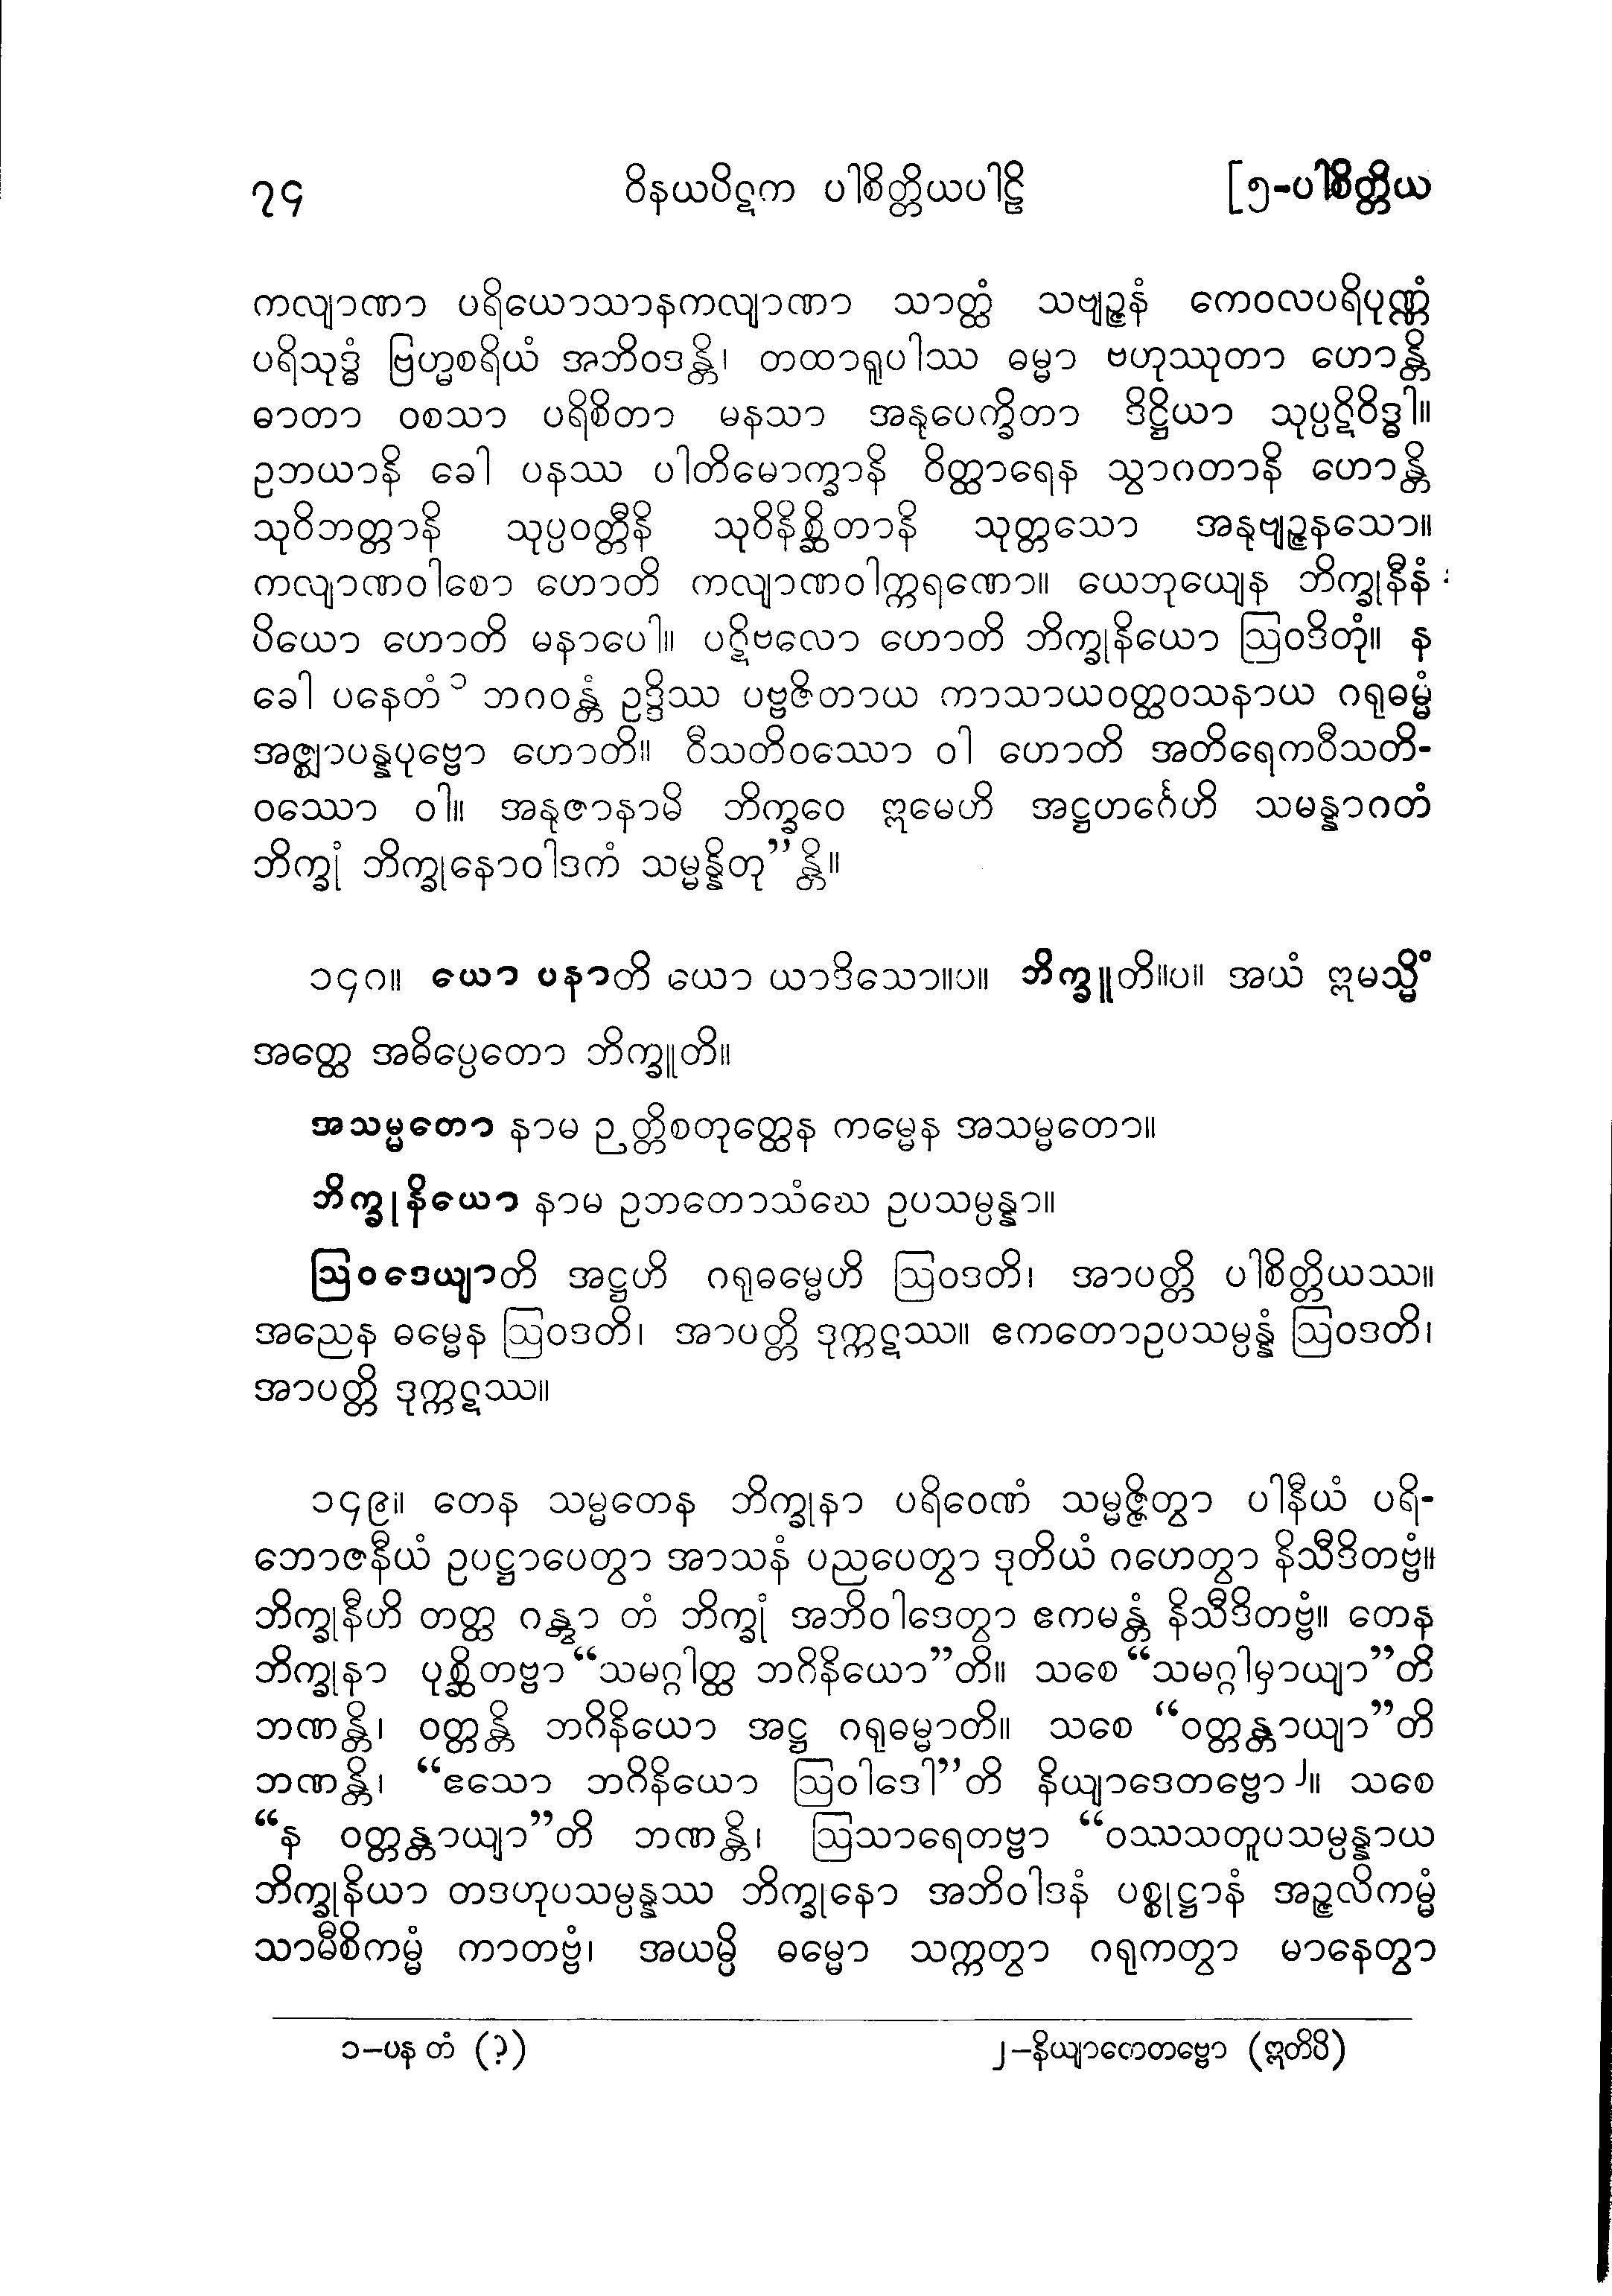 ၇၄ ဝိနယပိဋက ပါစိတ္တိယပါဠိ [၅-ပါစိတ္တိယ
ကလျာဏာ ပရိယောသာနကလျာဏာ သာတ္ထံ သဗျဉ္ဇနံ ကေဝလပရိပုဏ္ဏံ
ပရိသုဒ္ဓံ ဗြဟ္မစရိယံ အဘိဝဒန္တိ၊ တထာရူပါဿ ဓမ္မာ ဗဟုဿုတာ ဟောန္တိ
ဓာတာ ဝစသာ ပရိစိတာ မနသာ အနုပေက္ခိတာ ဒိဋ္ဌိယာ သုပ္ပဋိဝိဒ္ဓါ။
ဥဘယာနိ ခေါ ပနဿ ပါတိမောက္ခာနိ ဝိတ္ထာရေန သွာဂတာနိ ဟောန္တိ
သုဝိဘတ္တာနိ သုပ္ပဝတ္တီနိ သုဝိနိစ္ဆိတာနိ သုတ္တသော အနုဗျဉ္ဇနသော။
ကလျာဏဝါစော ဟောတိ ကလျာဏဝါက္ကရဏော။ ယေဘုယျေန ဘိက္ခုနီနံ
ပိယော ဟောတိ မနာပေါ။ ပဋိဗလော ဟောတိ ဘိက္ခုနိယော ဩဝဒိတုံ။ န
ခေါ ပနေတံ ၁ ဘဂဝန္တံ ဥဒ္ဒိဿ ပဗ္ဗဇိတာယ ကာသာယဝတ္ထဝသနာယ ဂရုဓမ္မံ
အဇ္ဈာပန္နပုဗ္ဗော ဟောတိ။ ဝီသတိဝဿော ဝါ ဟောတိ အတိရေကဝီသတိ-
ဝဿော ဝါ။ အနုဇာနာမိ ဘိက္ခဝေ ဣမေဟိ အဋ္ဌဟင်္ဂေဟိ သမန္နာဂတံ
ဘိက္ခုံ ဘိက္ခုနောဝါဒကံ သမ္မန္နိတု”န္တိ။
၁၄၈။ ယော ပနာတိ ယော ယာဒိသော။ပ။ ဘိက္ခူတိ။ပ။ အယံ ဣမသ္မိံ
အတ္ထေ အဓိပ္ပေတော ဘိက္ခူတိ။
အသမ္မတော နာမ ဉတ္တိစတုတ္ထေန ကမ္မေန အသမ္မတော။
ဘိက္ခုနိယော နာမ ဥဘတောသံဃေ ဥပသမ္ပန္နာ။
ဩဝဒေယျာတိ အဋ္ဌဟိ ဂရုဓမ္မေဟိ ဩဝဒတိ၊ အာပတ္တိ ပါစိတ္တိယဿ။
အညေန ဓမ္မေန ဩဝဒတိ၊ အာပတ္တိ ဒုက္ကဋဿ။ ဧကတောဥပသမ္ပန္နံ ဩဝဒတိ၊
အာပတ္တိ ဒုက္ကဋဿ။
၁၄၉။ တေန သမ္မတေန ဘိက္ခုနာ ပရိဝေဏံ သမ္မဇ္ဇိတွာ ပါနီယံ ပရိ-
ဘောဇနီယံ ဥပဋ္ဌာပေတွာ အာသနံ ပညပေတွာ ဒုတိယံ ဂဟေတွာ နိသီဒိတဗ္ဗံ။
ဘိက္ခုနီဟိ တတ္ထ ဂန္တွာ တံ ဘိက္ခုံ အဘိဝါဒေတွာ ဧကမန္တံ နိသီဒိတဗ္ဗံ။ တေန
ဘိက္ခုနာ ပုစ္ဆိတဗ္ဗာ“သမဂ္ဂါတ္ထ ဘဂိနိယော”တိ။ သစေ“သမဂ္ဂါမှာယျာ”တိ
ဘဏန္တိ၊ ဝတ္တန္တိ ဘဂိနိယော အဋ္ဌ ဂရုဓမ္မာတိ။ သစေ “ဝတ္တန္တာယျာ”တိ
ဘဏန္တိ၊ “ဧသော ဘဂိနိယော ဩဝါဒေါ”တိ နိယျာဒေတဗ္ဗော၂။ သစေ
“န ဝတ္တန္တာယျာ”တိ ဘဏန္တိ၊ ဩသာရေတဗ္ဗာ “ဝဿသတူပသမ္ပန္နာယ
ဘိက္ခုနိယာ တဒဟုပသမ္ပန္နဿ ဘိက္ခုနော အဘိဝါဒနံ ပစ္စုဋ္ဌာနံ အဉ္ဇလိကမ္မံ
သာမီစိကမ္မံ ကာတဗ္ဗံ၊ အယမ္ပိ ဓမ္မော သက္ကတွာ ဂရုကတွာ မာနေတွာ
၁–ပန တံ (?) ၂–နိယျာတေတဗ္ဗော (ဣတိပိ)